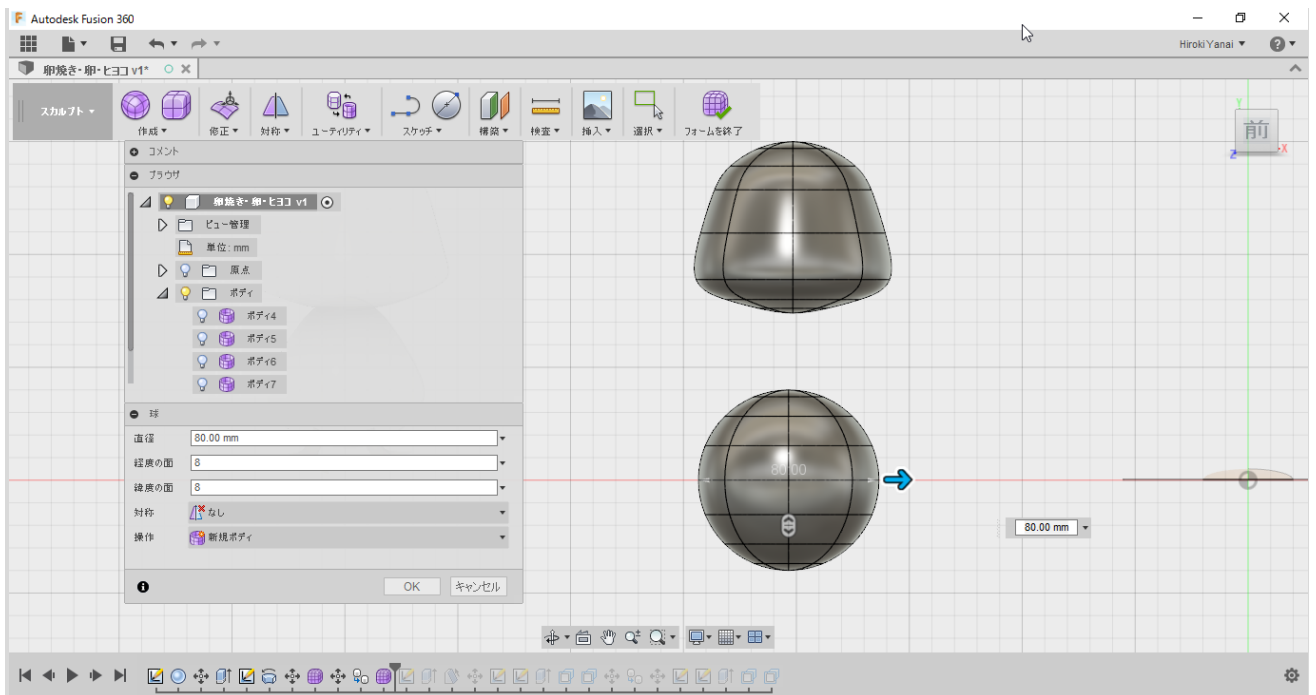 Autodesk Fusion 360
HirokiYanai
卵焼き・卵・ヒヨコ v1*
スカルプト
作成
修正
対称
ユーティリティ
スケッチ
構築
検査
挿入
選択
フォームを終了
Y
前
X
Z
コメント
ブラウザ
卵焼き・卵・ヒヨコ v1
ビュー管理
単位: mm
原点
ボディ
ボディ4
ボディ5
ボディ6
ボディ7
球
直径
80.00 mm
経度の面
8
緯度の面
8
対称
なし
操作
新規ボディ
OK
キャンセル
80.00
80.00 mm